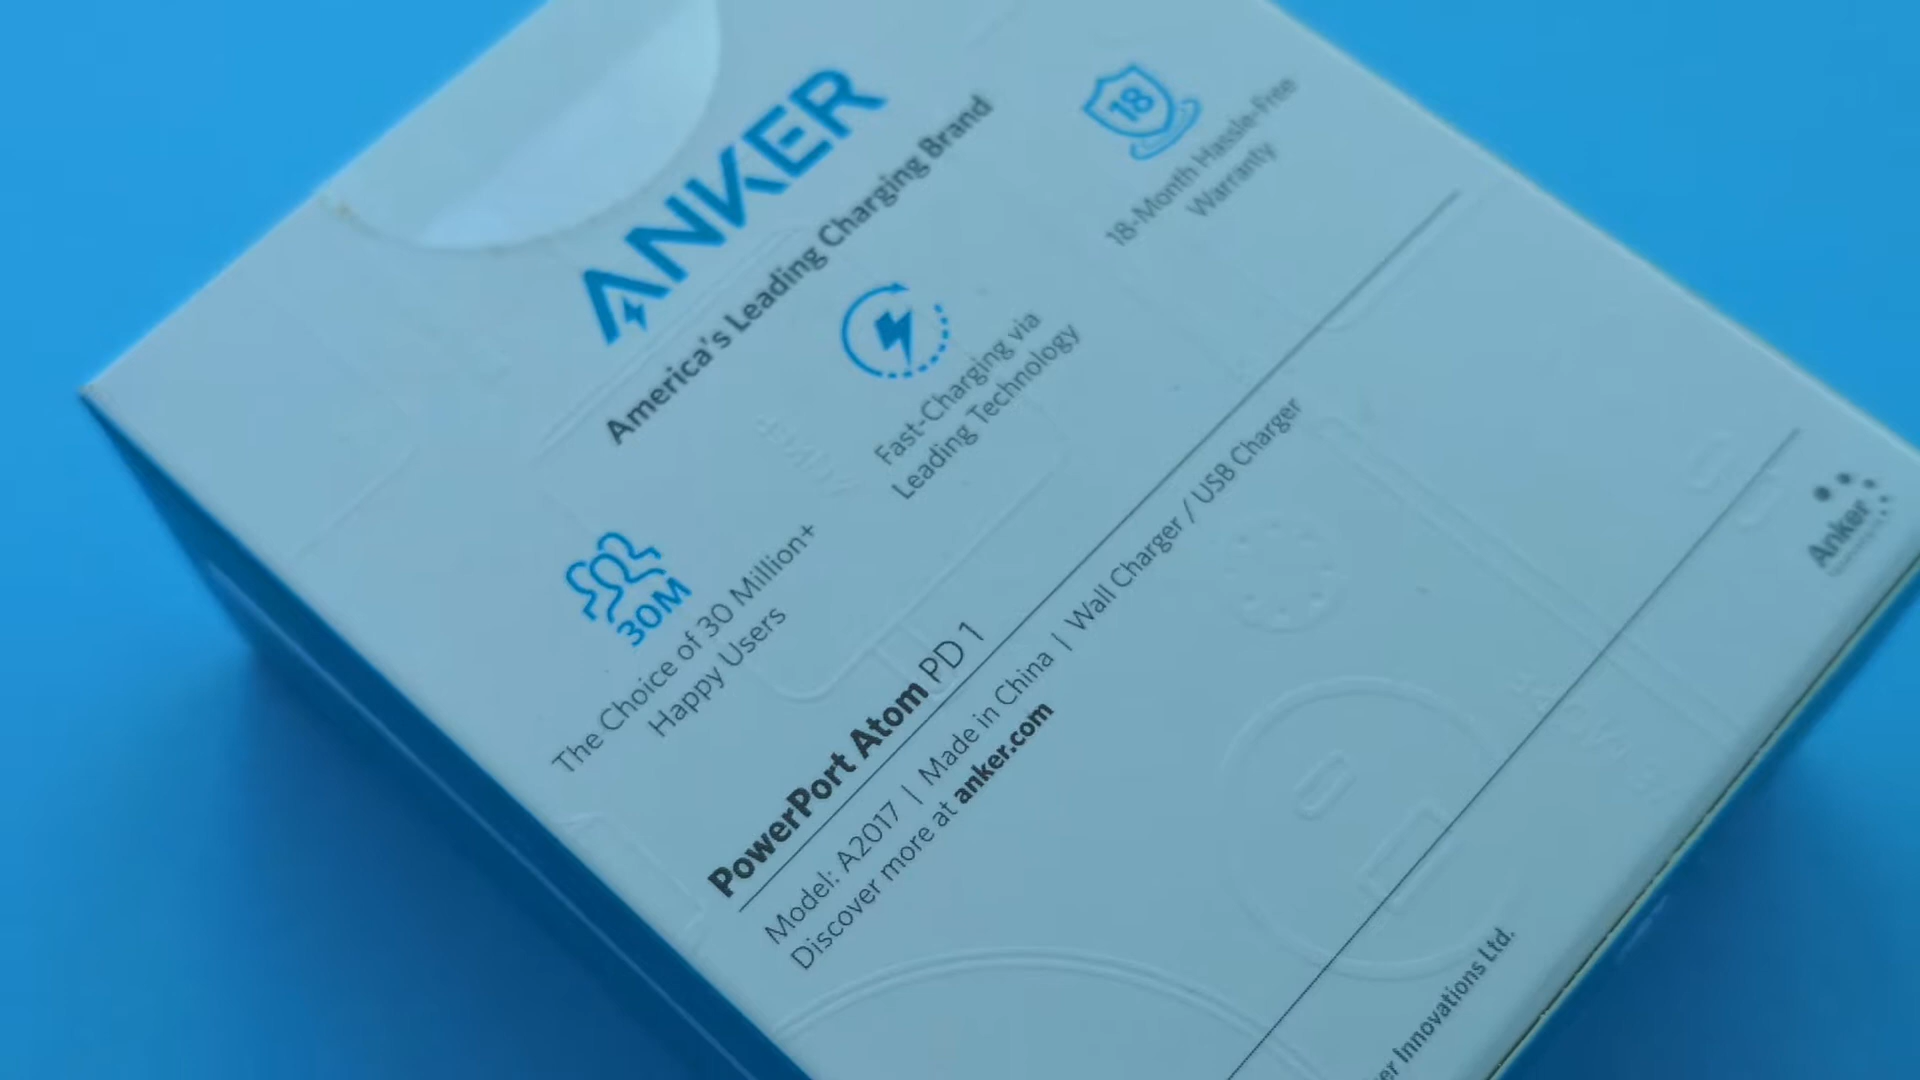 ANKER
America's Leading Charging Brand
30M
The Choice of 30 Million+
Happy Users
Fast-Charging via
Leading Technology
18
18-Month Hassle-Free
Warranty
PowerPort Atom PD 1
Model: A2017 | Made in China | Wall Charger / USB Charger
Discover more at anker.com
Anker
Innovations Ltd.